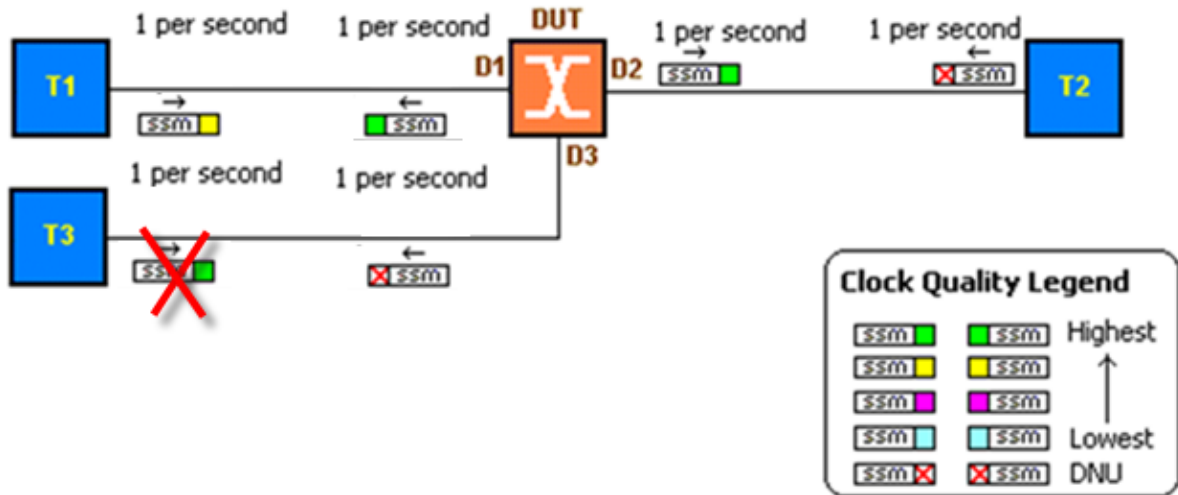 1 per second 1 per second DUT 1 per second 1 per second
T1 D1 D2 T2
ssm ssm
ssm ssm
D3
1 per second 1 per second
T3
ssm ssm
Clock Quality Legend
ssm ssm Highest
ssm ssm
ssm ssm
ssm ssm Lowest
ssm ssm DNU